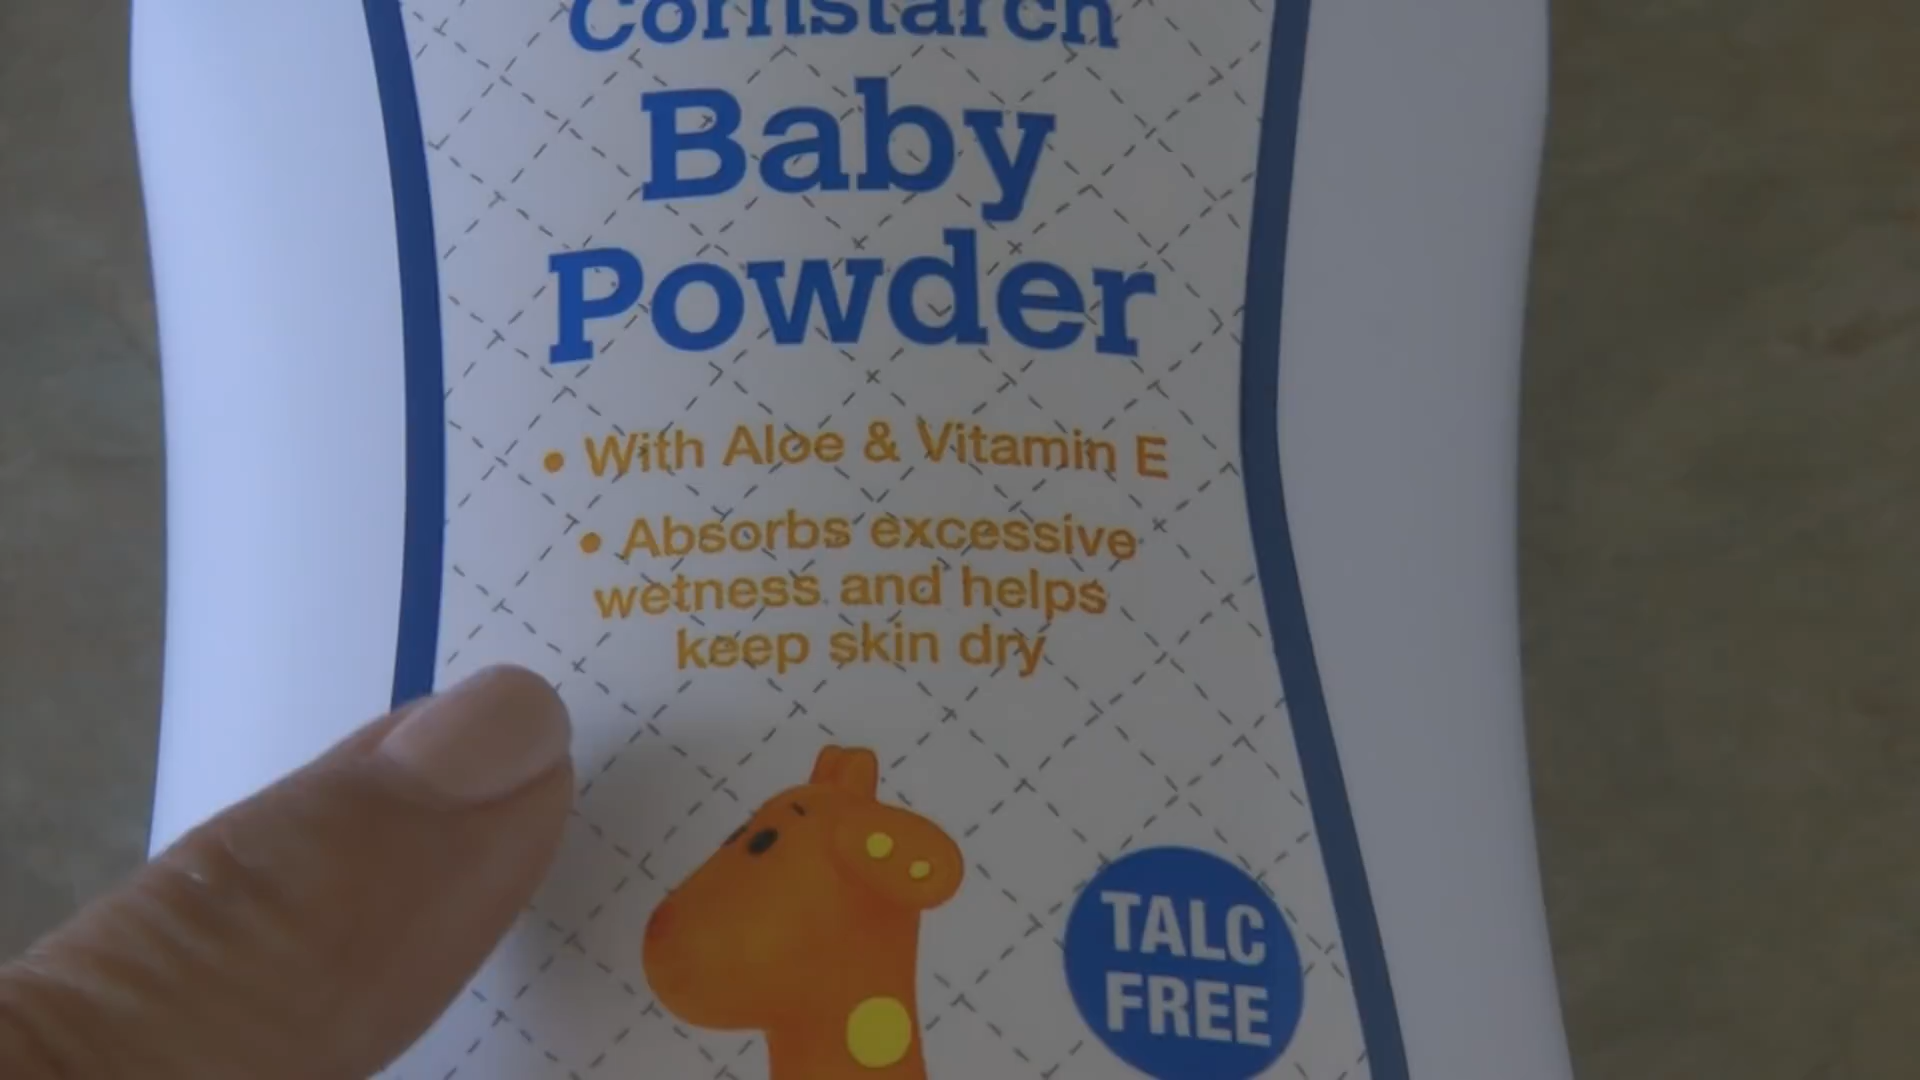 Cornstarch
Baby
Powder
• With Aloe & Vitamin E
• Absorbs excessive
wetness and helps
keep skin dry
TALC
FREE